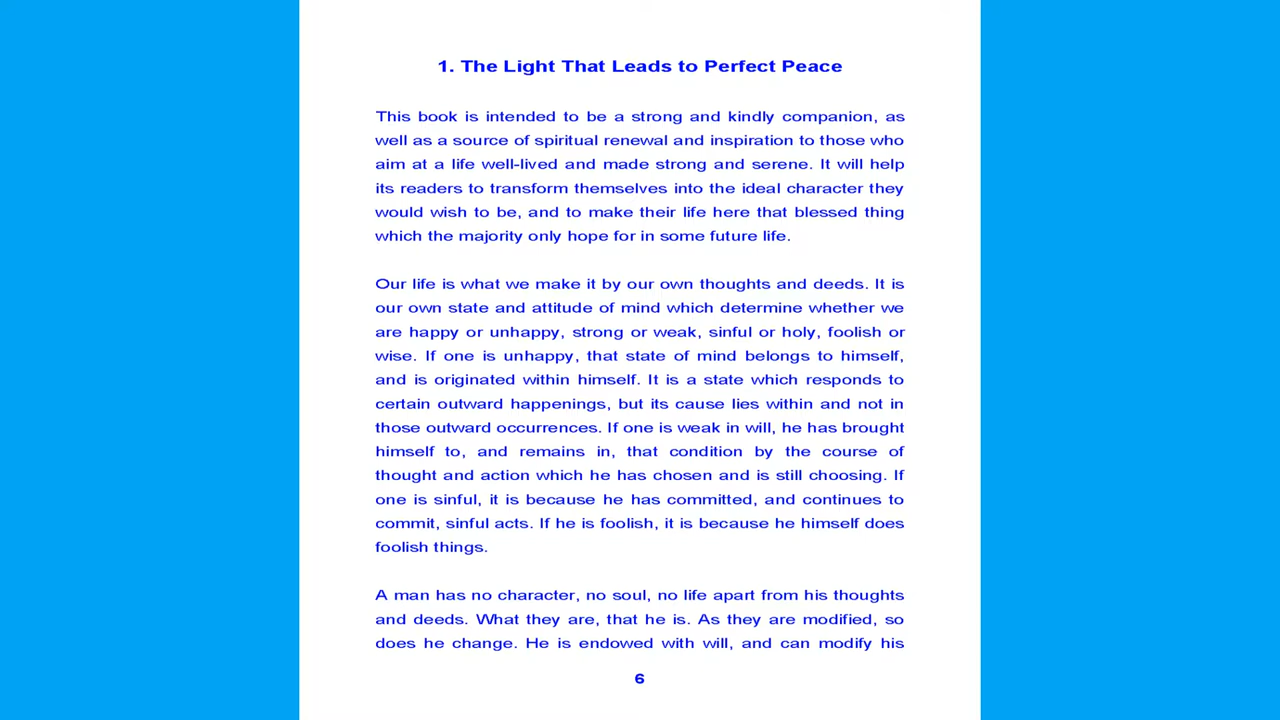 1. The Light That Leads to Perfect Peace
This book is intended to be a strong and kindly companion, as
well as a source of spiritual renewal and inspiration to those who
aim at a life well-lived and made strong and serene. It will help
its readers to transform themselves into the ideal character they
would wish to be, and to make their life here that blessed thing
which the majority only hope for in some future life.
Our life is what we make it by our own thoughts and deeds. It is
our own state and attitude of mind which determine whether we
are happy or unhappy, strong or weak, sinful or holy, foolish or
wise. If one is unhappy, that state of mind belongs to himself,
and is originated within himself. It is a state which responds to
certain outward happenings, but its cause lies within and not in
those outward occurrences. If one is weak in will, he has brought
himself to, and remains in, that condition by the course of
thought and action which he has chosen and is still choosing. If
one is sinful, it is because he has committed, and continues to
commit, sinful acts. If he is foolish, it is because he himself does
foolish things.
A man has no character, no soul, no life apart from his thoughts
and deeds. What they are, that he is. As they are modified, so
does he change. He is endowed with will, and can modify his
6